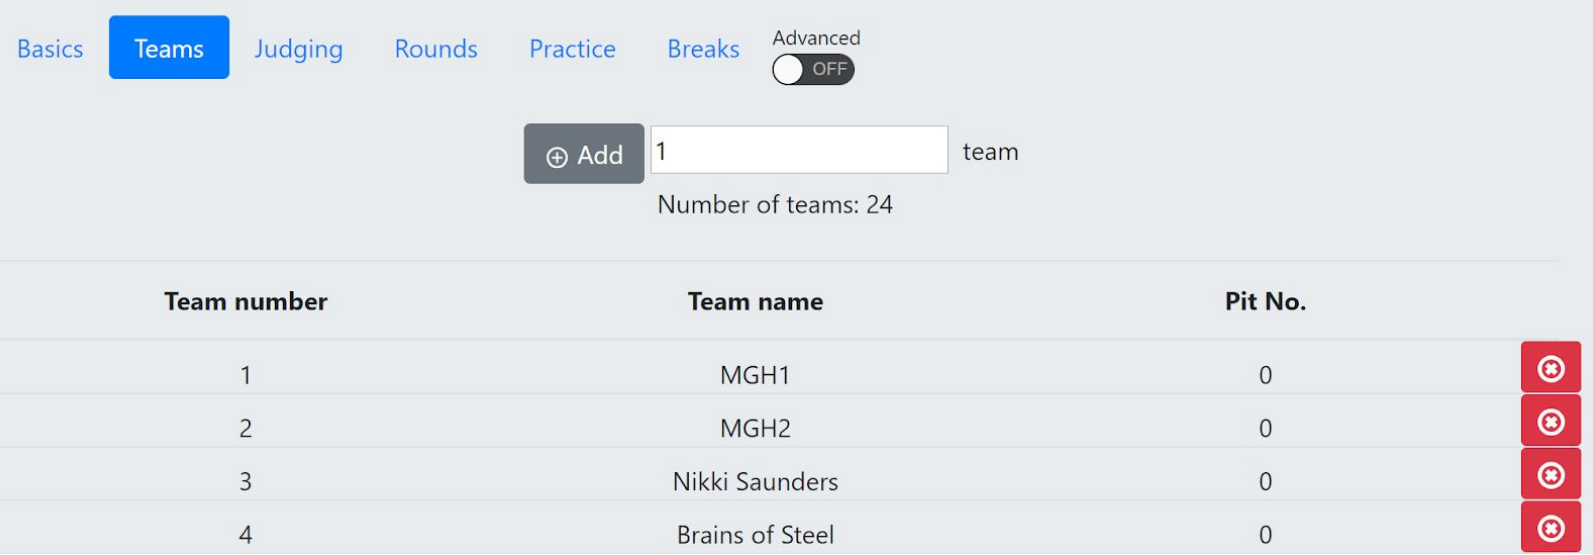 Basics Teams Judging Rounds Practice Breaks Advanced
OFF
Add 1 team
Number of teams: 24
Team number Team name Pit No.
1 MGH1 0
2 MGH2 0
3 Nikki Saunders 0
4 Brains of Steel 0